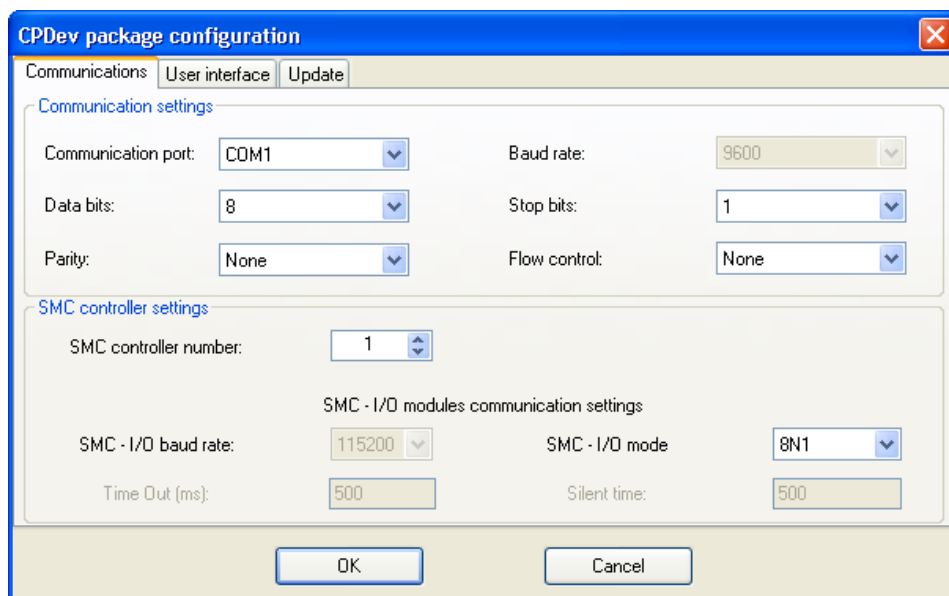 CPDev package configuration
Communications User interface Update
Communication settings
Communication port: COM1 Baud rate: 9600
Data bits: 8 Stop bits: 1
Parity: None Flow control: None
SMC controller settings
SMC controller number: 1
SMC - I/O modules communication settings
SMC - I/O baud rate: 115200 SMC - I/O mode 8N1
Time Out (ms): 500 Silent time: 500
OK Cancel